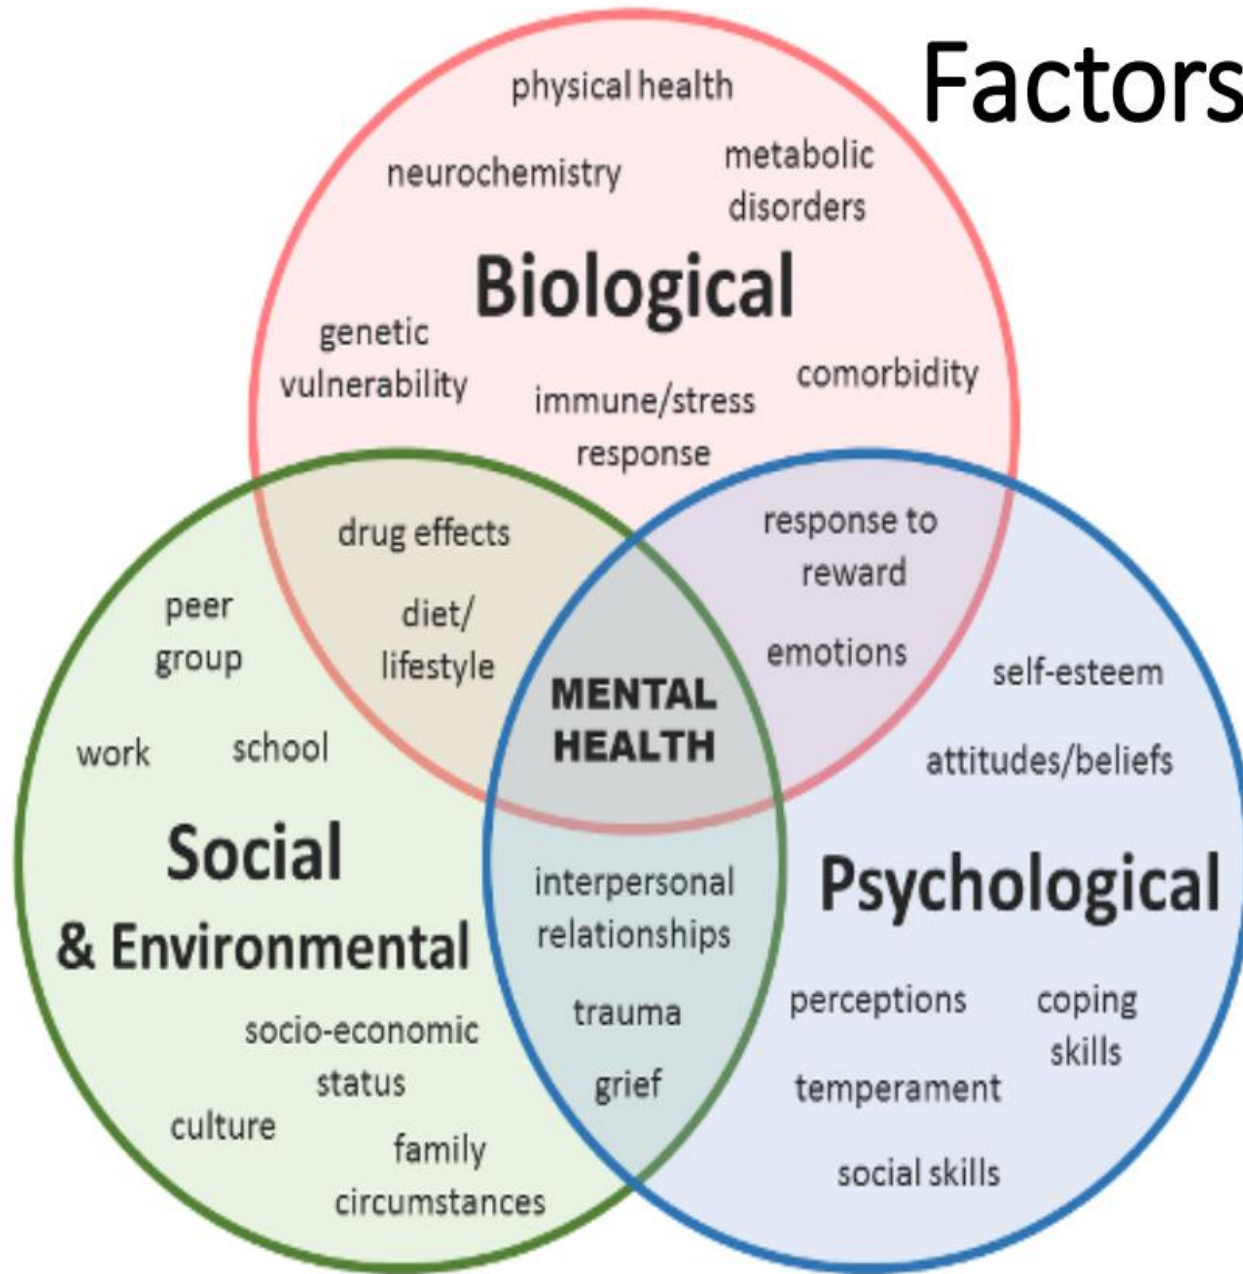 Factors
physical health
neurochemistry
metabolic
disorders
Biological
genetic
vulnerability
immune/stress
response
comorbidity
drug effects
diet/
lifestyle
response to
reward
emotions
MENTAL
HEALTH
peer
group
work
school
Social
& Environmental
socio-economic
status
culture
family
circumstances
interpersonal
relationships
trauma
grief
self-esteem
attitudes/beliefs
Psychological
perceptions
coping
skills
temperament
social skills